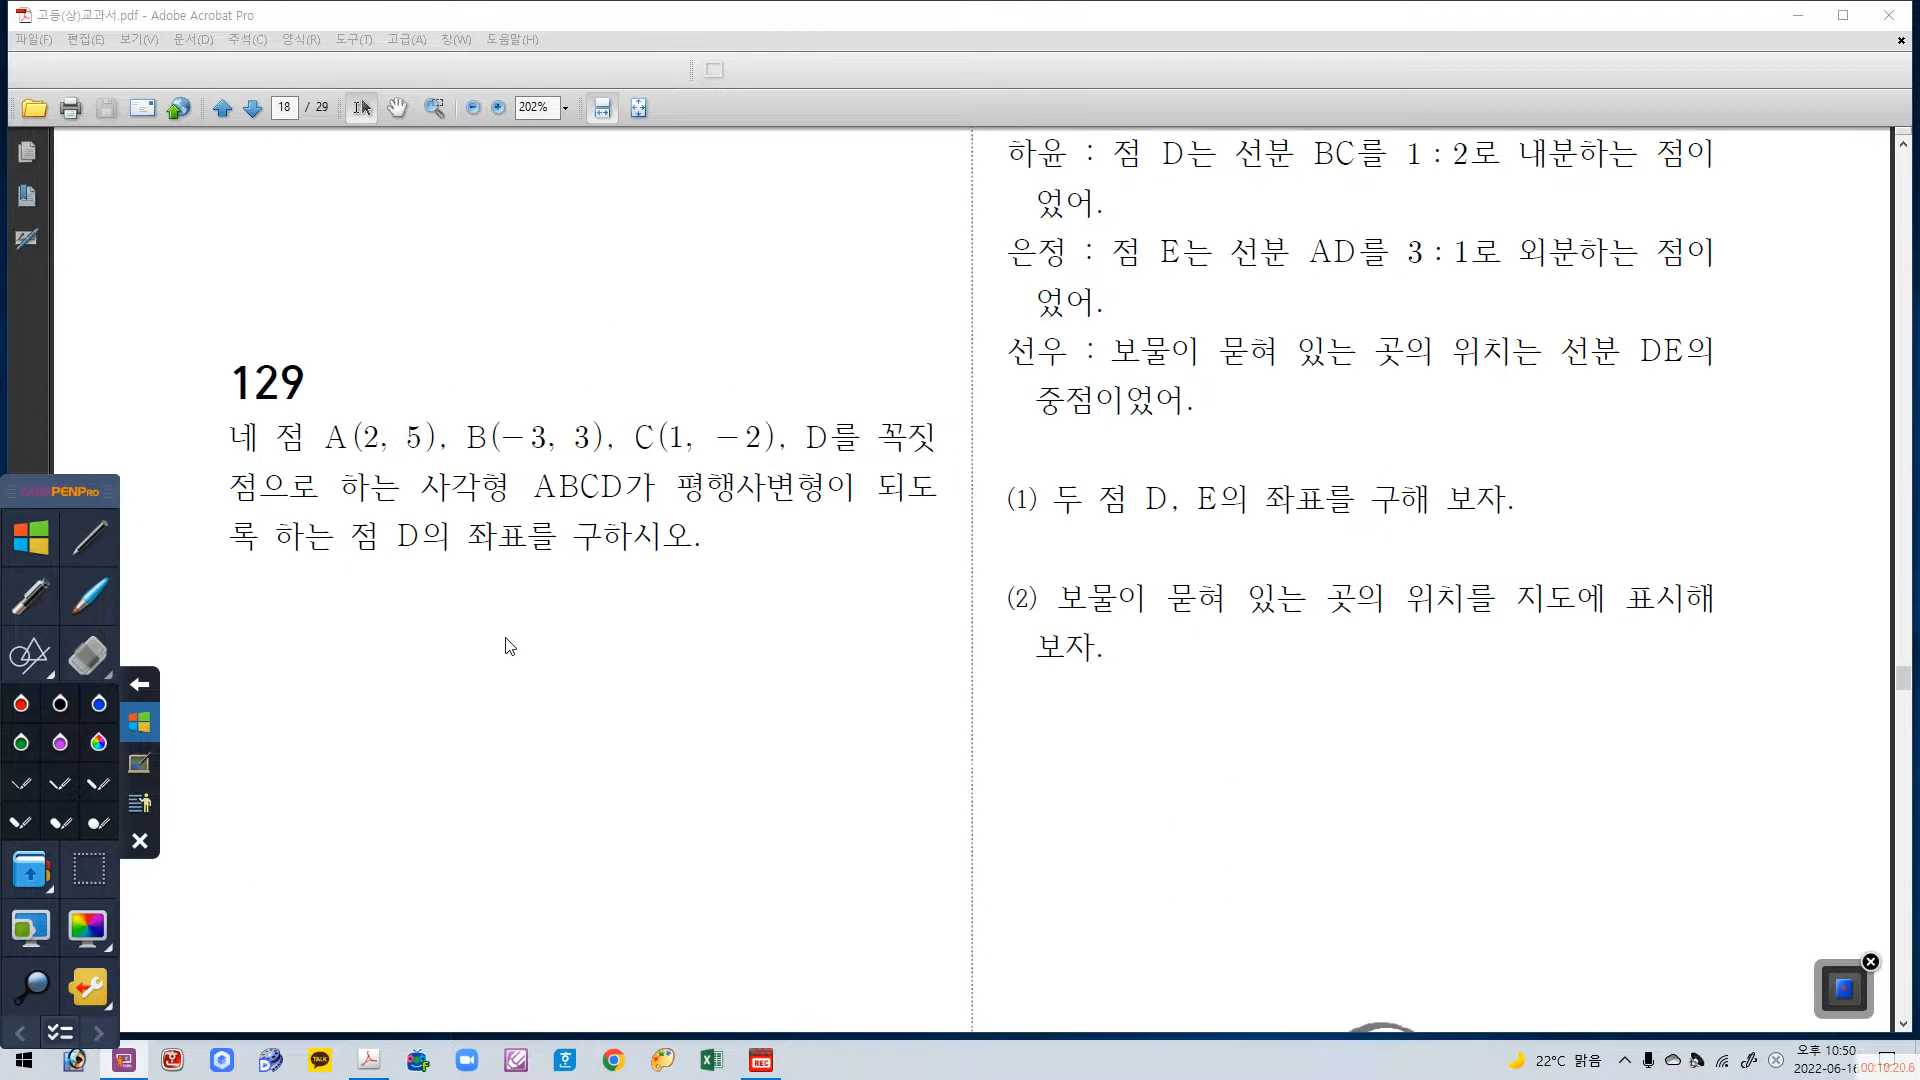 고등(상)교과서.pdf - Adobe Acrobat Pro
파일(F) 편집(E) 보기(V) 문서(D) 주석(C) 양식(R) 도구(T) 고급(A) 창(W) 도움말(H)
18 / 29 202%
129
네 점 A(2, 5), B(−3, 3), C(1, −2), D를 꼭짓
점으로 하는 사각형 ABCD가 평행사변형이 되도
록 하는 점 D의 좌표를 구하시오.
하윤 : 점 D는 선분 BC를 1 : 2로 내분하는 점이
었어.
은정 : 점 E는 선분 AD를 3 : 1로 외분하는 점이
었어.
선우 : 보물이 묻혀 있는 곳의 위치는 선분 DE의
중점이었어.
(1) 두 점 D, E의 좌표를 구해 보자.
(2) 보물이 묻혀 있는 곳의 위치를 지도에 표시해
보자.
PENPRO
TALK
REC
22°C 맑음
오후 10:50
2022-06-16
00:10:20.6